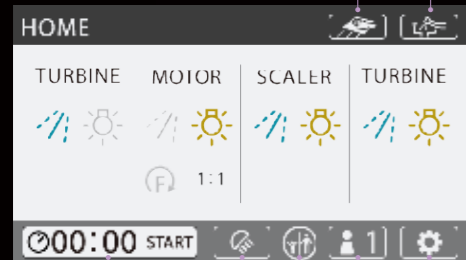 HOME
TURBINE MOTOR SCALER TURBINE
F 1:1
00:00 START 1